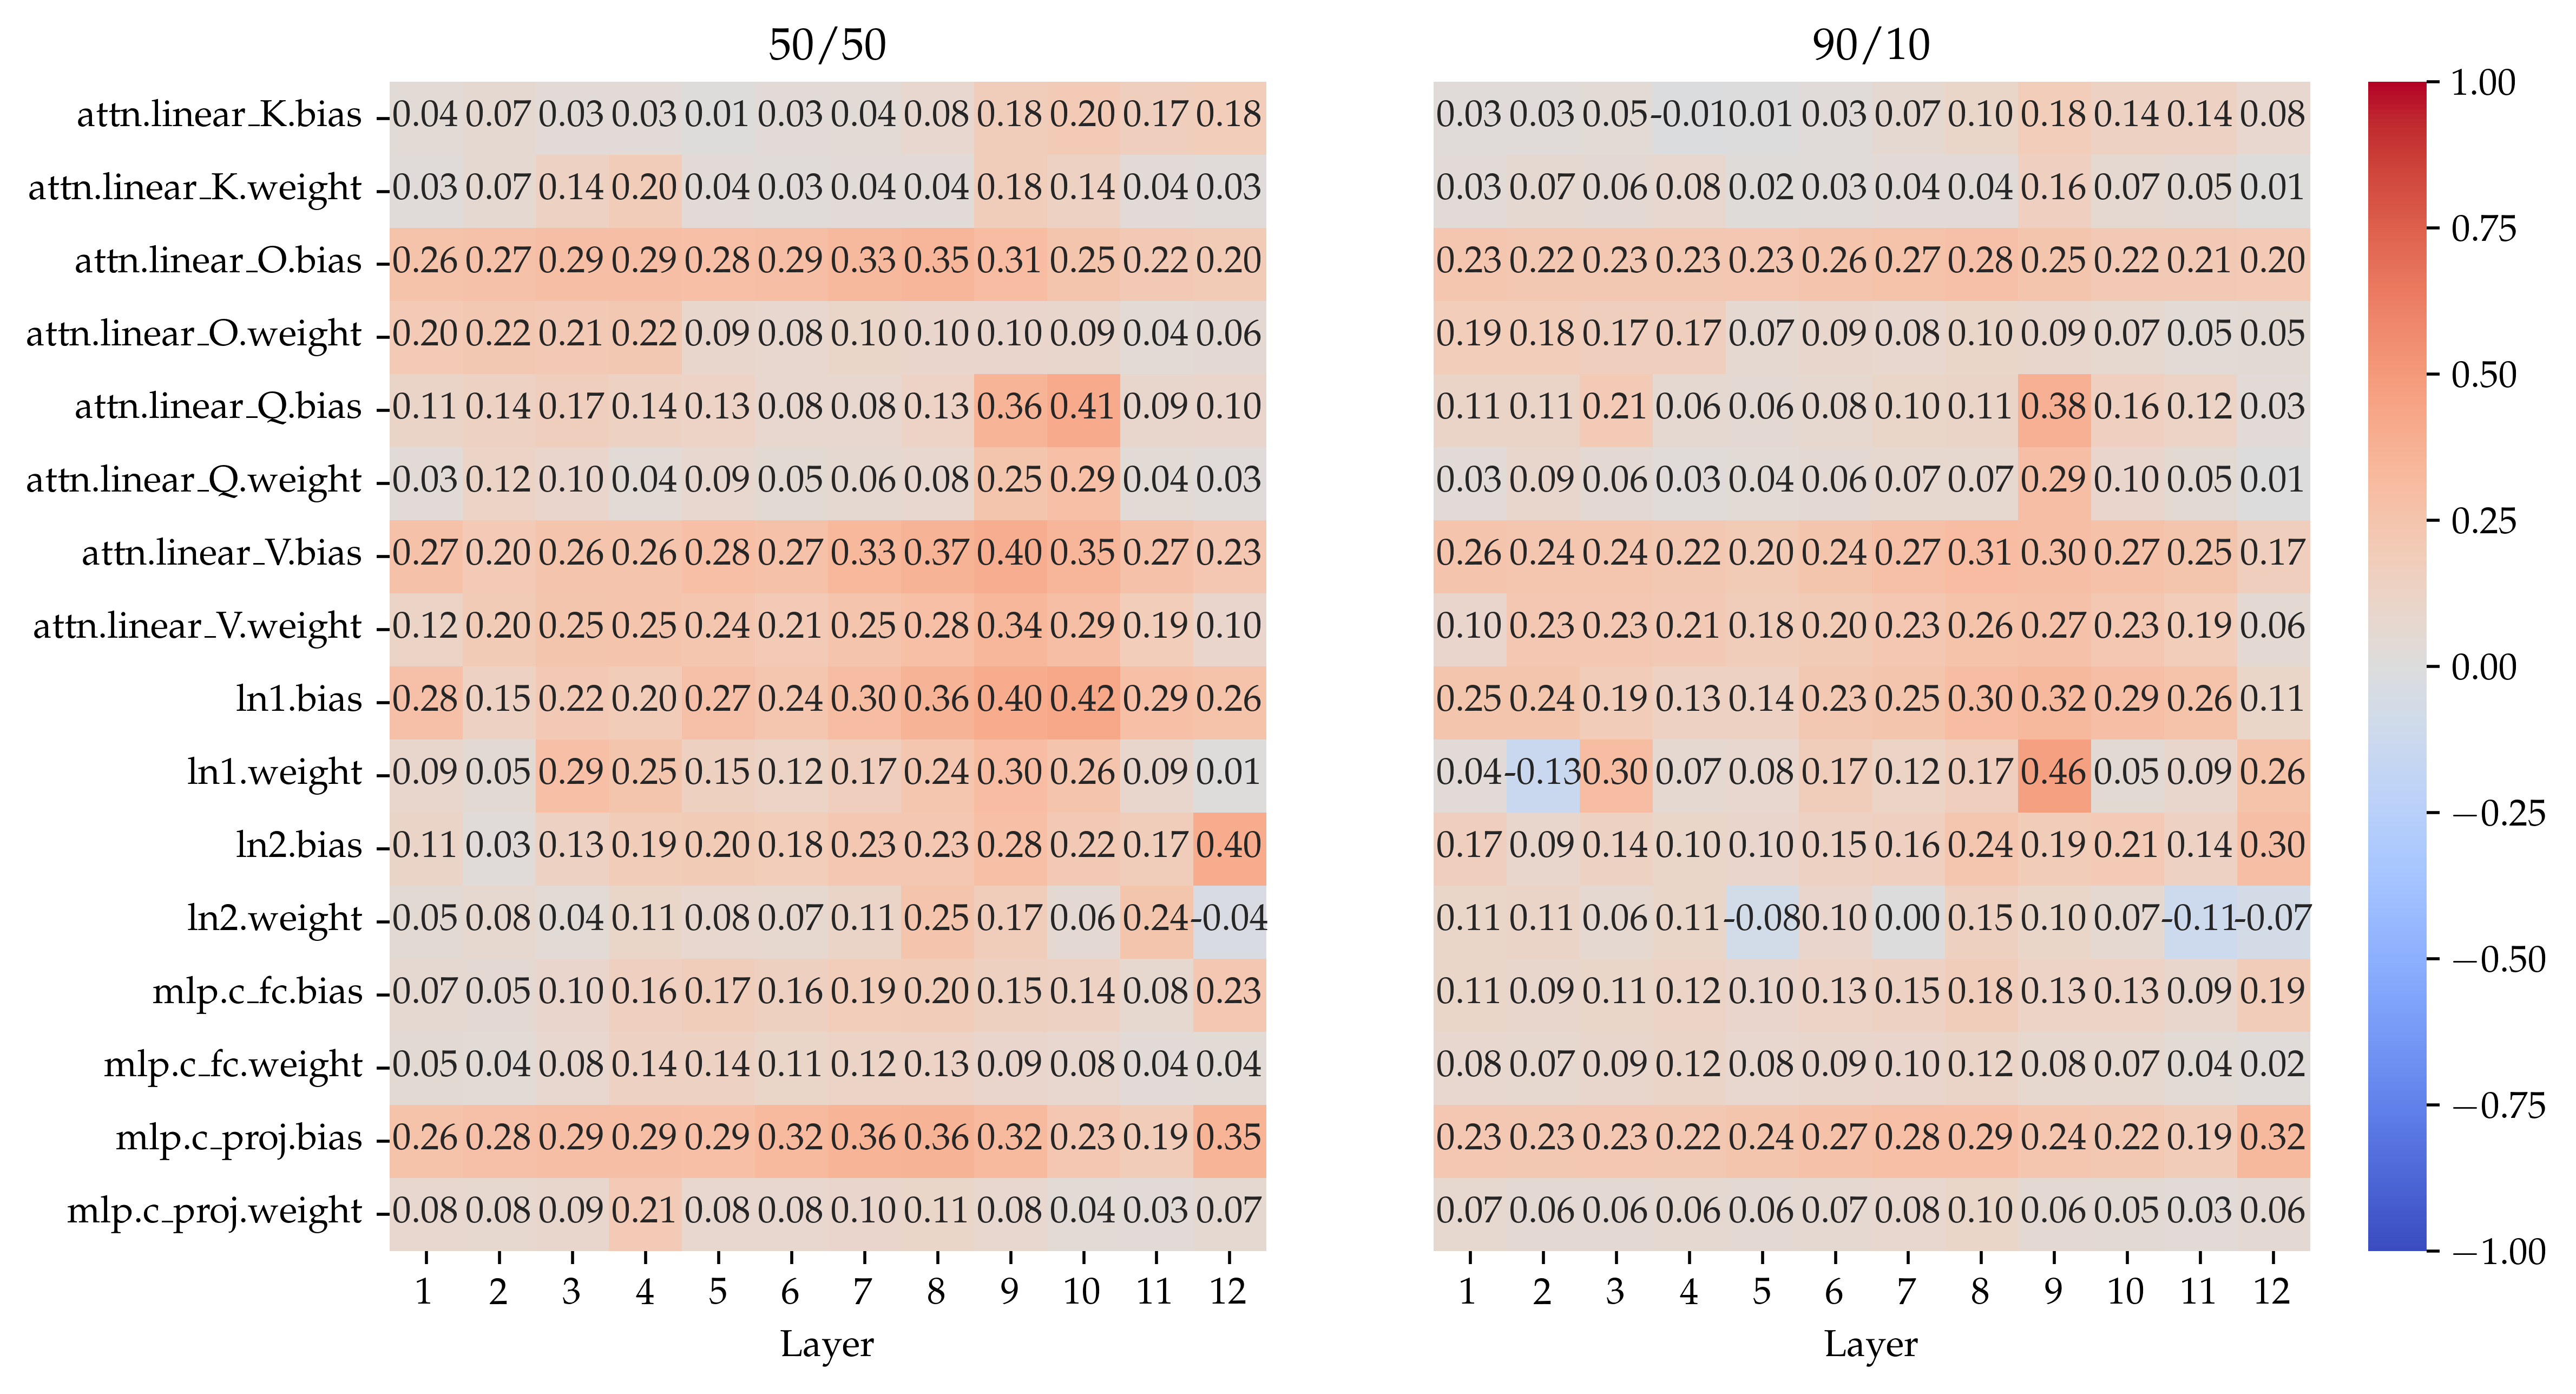 50/50 90/10
attn.linear_K.bias 0.04 0.07 0.03 0.03 0.01 0.03 0.04 0.08 0.18 0.20 0.17 0.18 0.03 0.03 0.05 -0.01 0.01 0.03 0.07 0.10 0.18 0.14 0.14 0.08 1.00
attn.linear_K.weight 0.03 0.07 0.14 0.20 0.04 0.03 0.04 0.04 0.18 0.14 0.04 0.03 0.03 0.07 0.06 0.08 0.02 0.03 0.04 0.04 0.16 0.07 0.05 0.01 0.75
attn.linear_O.bias 0.26 0.27 0.29 0.29 0.28 0.29 0.33 0.35 0.31 0.25 0.22 0.20 0.23 0.22 0.23 0.23 0.23 0.26 0.27 0.28 0.25 0.22 0.21 0.20
attn.linear_O.weight 0.20 0.22 0.21 0.22 0.09 0.08 0.10 0.10 0.10 0.09 0.04 0.06 0.19 0.18 0.17 0.17 0.07 0.09 0.08 0.10 0.09 0.07 0.05 0.05 0.50
attn.linear_Q.bias 0.11 0.14 0.17 0.14 0.13 0.08 0.08 0.13 0.36 0.41 0.09 0.10 0.11 0.11 0.21 0.06 0.06 0.08 0.10 0.11 0.38 0.16 0.12 0.03
attn.linear_Q.weight 0.03 0.12 0.10 0.04 0.09 0.05 0.06 0.08 0.25 0.29 0.04 0.03 0.03 0.09 0.06 0.03 0.04 0.06 0.07 0.07 0.29 0.10 0.05 0.01 0.25
attn.linear_V.bias 0.27 0.20 0.26 0.26 0.28 0.27 0.33 0.37 0.40 0.35 0.27 0.23 0.26 0.24 0.24 0.22 0.20 0.24 0.27 0.31 0.30 0.27 0.25 0.17
attn.linear_V.weight 0.12 0.20 0.25 0.25 0.24 0.21 0.25 0.28 0.34 0.29 0.19 0.10 0.10 0.23 0.23 0.21 0.18 0.20 0.23 0.26 0.27 0.23 0.19 0.06 0.00
ln1.bias 0.28 0.15 0.22 0.20 0.27 0.24 0.30 0.36 0.40 0.42 0.29 0.26 0.25 0.24 0.19 0.13 0.14 0.23 0.25 0.30 0.32 0.29 0.26 0.11
ln1.weight 0.09 0.05 0.29 0.25 0.15 0.12 0.17 0.24 0.30 0.26 0.09 0.01 0.04 -0.13 0.30 0.07 0.08 0.17 0.12 0.17 0.46 0.05 0.09 0.26 −0.25
ln2.bias 0.11 0.03 0.13 0.19 0.20 0.18 0.23 0.23 0.28 0.22 0.17 0.40 0.17 0.09 0.14 0.10 0.10 0.15 0.16 0.24 0.19 0.21 0.14 0.30
ln2.weight 0.05 0.08 0.04 0.11 0.08 0.07 0.11 0.25 0.17 0.06 0.24 -0.04 0.11 0.11 0.06 0.11 -0.08 0.10 0.00 0.15 0.10 0.07 -0.11 -0.07 −0.50
mlp.c_fc.bias 0.07 0.05 0.10 0.16 0.17 0.16 0.19 0.20 0.15 0.14 0.08 0.23 0.11 0.09 0.11 0.12 0.10 0.13 0.15 0.18 0.13 0.13 0.09 0.19
mlp.c_fc.weight 0.05 0.04 0.08 0.14 0.14 0.11 0.12 0.13 0.09 0.08 0.04 0.04 0.08 0.07 0.09 0.12 0.08 0.09 0.10 0.12 0.08 0.07 0.04 0.02 −0.75
mlp.c_proj.bias 0.26 0.28 0.29 0.29 0.29 0.32 0.36 0.36 0.32 0.23 0.19 0.35 0.23 0.23 0.23 0.22 0.24 0.27 0.28 0.29 0.24 0.22 0.19 0.32
mlp.c_proj.weight 0.08 0.08 0.09 0.21 0.08 0.08 0.10 0.11 0.08 0.04 0.03 0.07 0.07 0.06 0.06 0.06 0.06 0.07 0.08 0.10 0.06 0.05 0.03 0.06 −1.00
1 2 3 4 5 6 7 8 9 10 11 12 1 2 3 4 5 6 7 8 9 10 11 12
Layer Layer